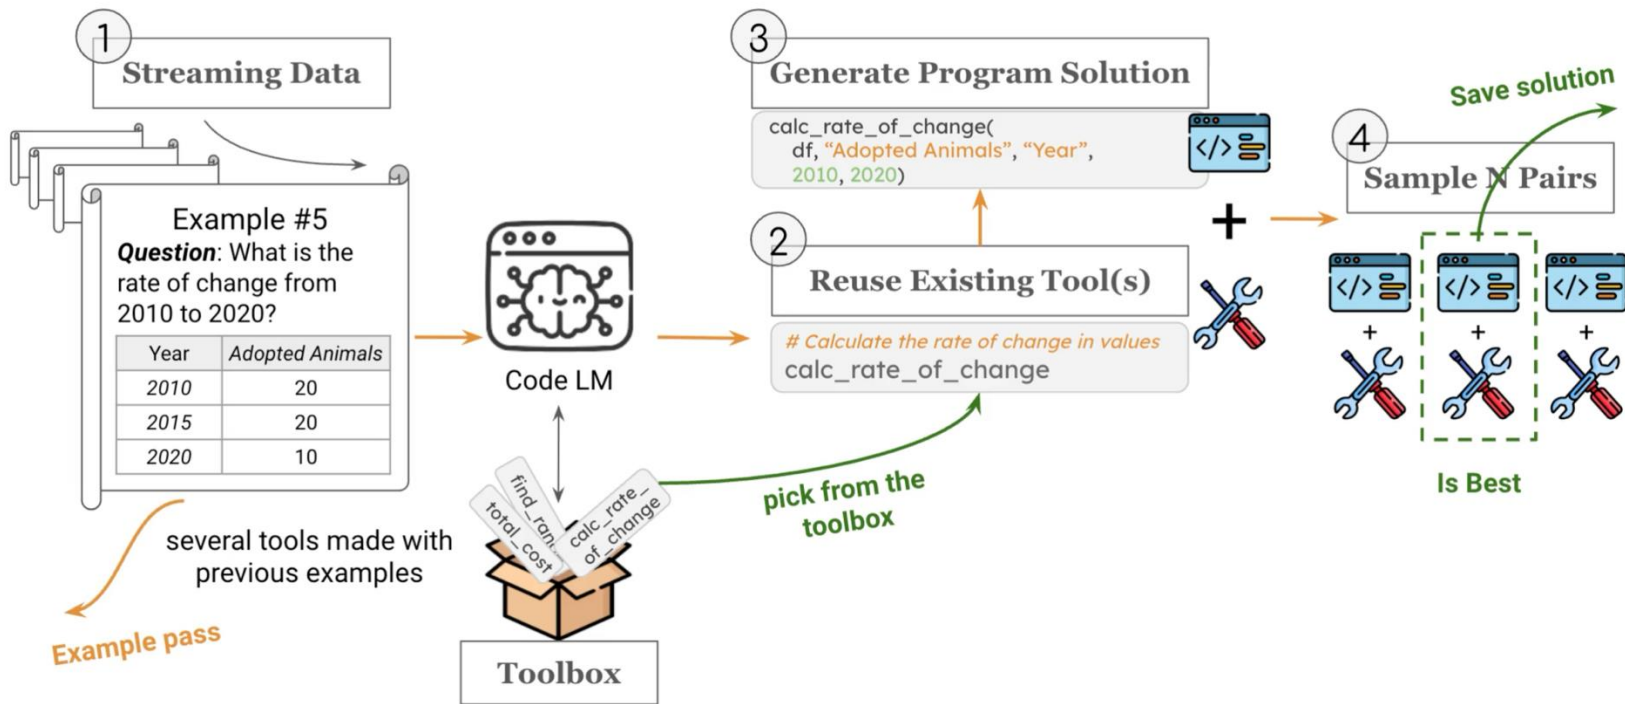 1
Streaming Data
Example #5
Question: What is the
rate of change from
2010 to 2020?
Year Adopted Animals
2010 20
2015 20
2020 10
several tools made with
previous examples
Example pass
Code LM
find_ran
total_cost
calc_rate_
of_change
Toolbox
pick from the
toolbox
2
Reuse Existing Tool(s)
# Calculate the rate of change in values
calc_rate_of_change
3
Generate Program Solution
calc_rate_of_change(
df, “Adopted Animals”, “Year”,
2010, 2020)
</>
+
4
Sample N Pairs
Save solution
</> </> </>
+ + +
Is Best